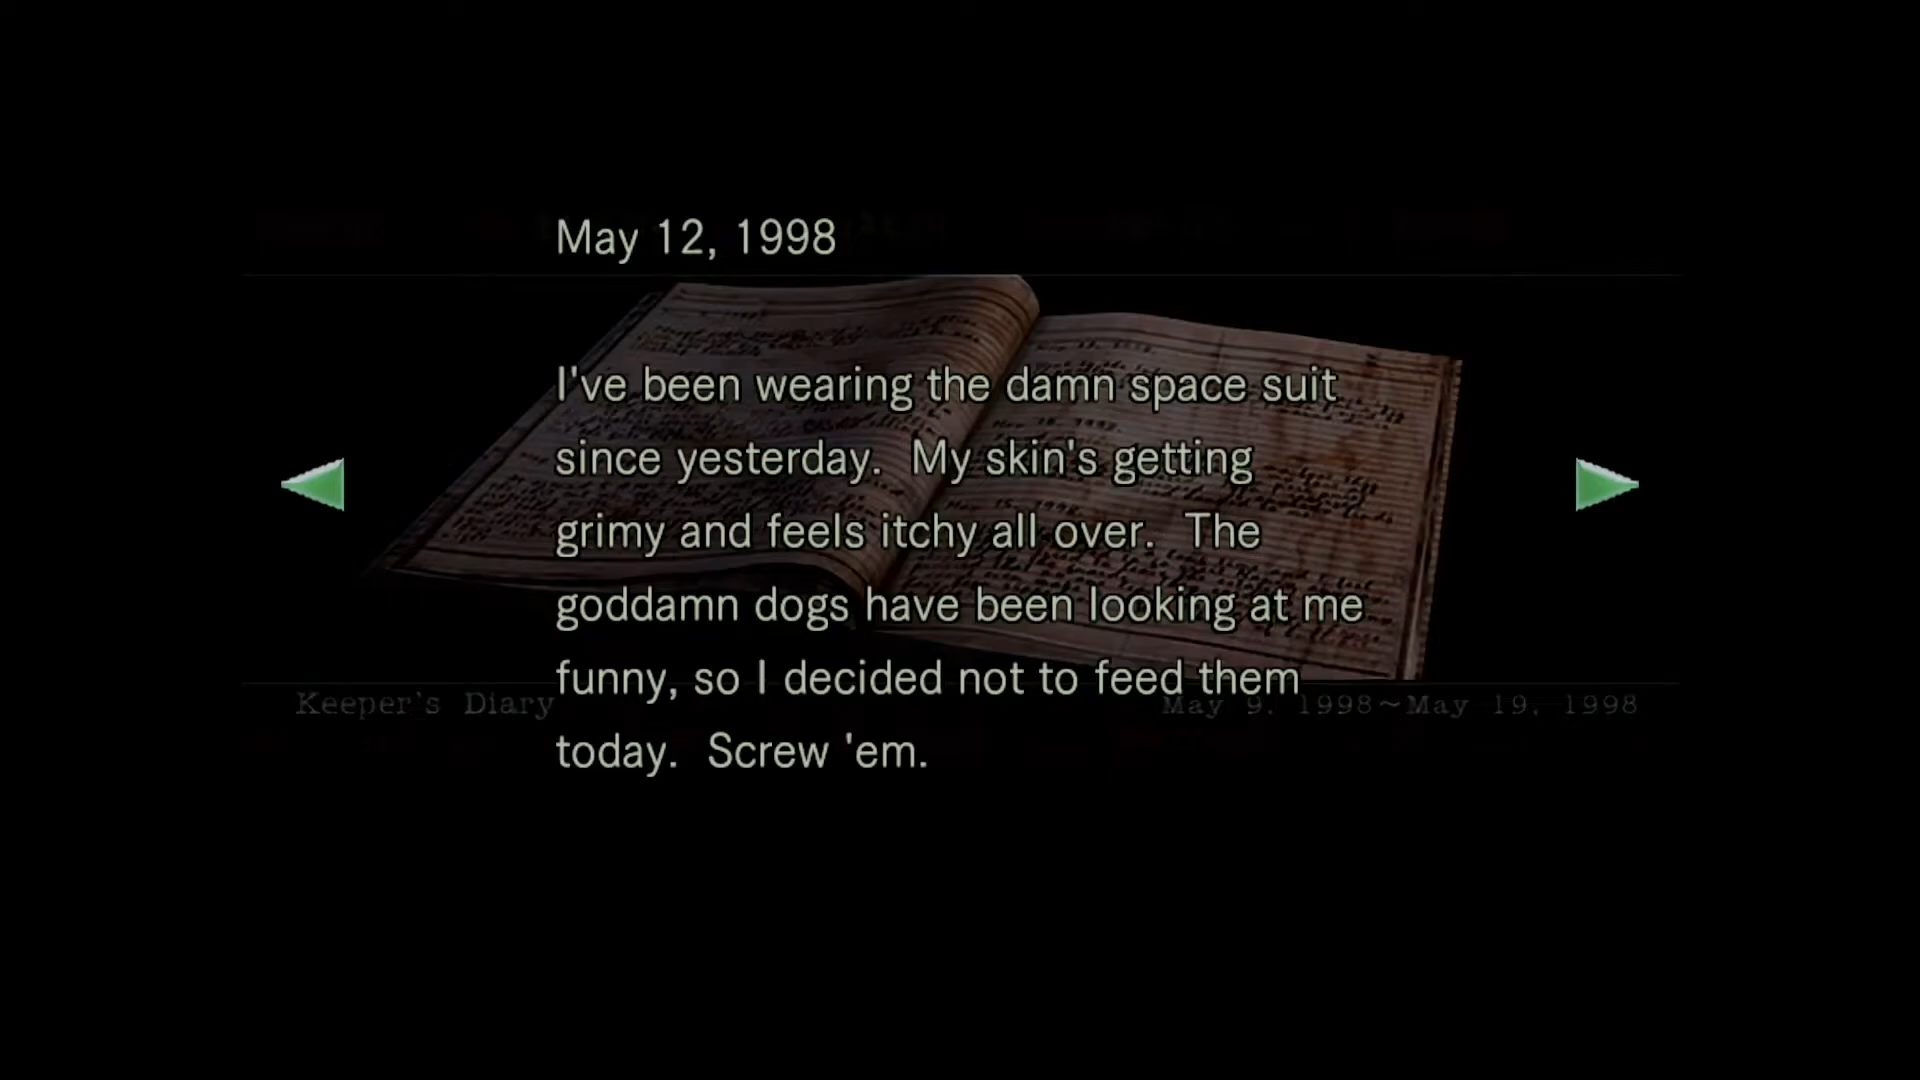 May 12, 1998
I've been wearing the damn space suit
since yesterday.  My skin's getting
grimy and feels itchy all over.  The
goddamn dogs have been looking at me
funny, so I decided not to feed them
today.  Screw 'em.
Keeper's Diary
May 9, 1998~May 19, 1998